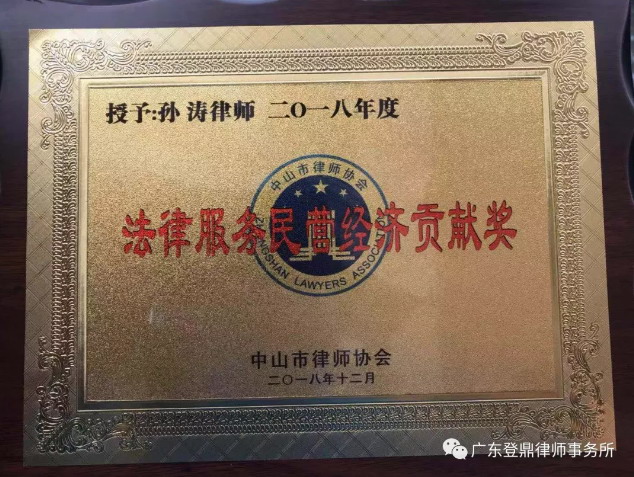 授予:孙 涛律师 二O一八年度
中山市律师协会
法律服务民营经济贡献奖
ZHONGSHAN LAWYERS ASSOCIATION
中山市律师协会
二〇一八年十二月
广东登鼎律师事务所